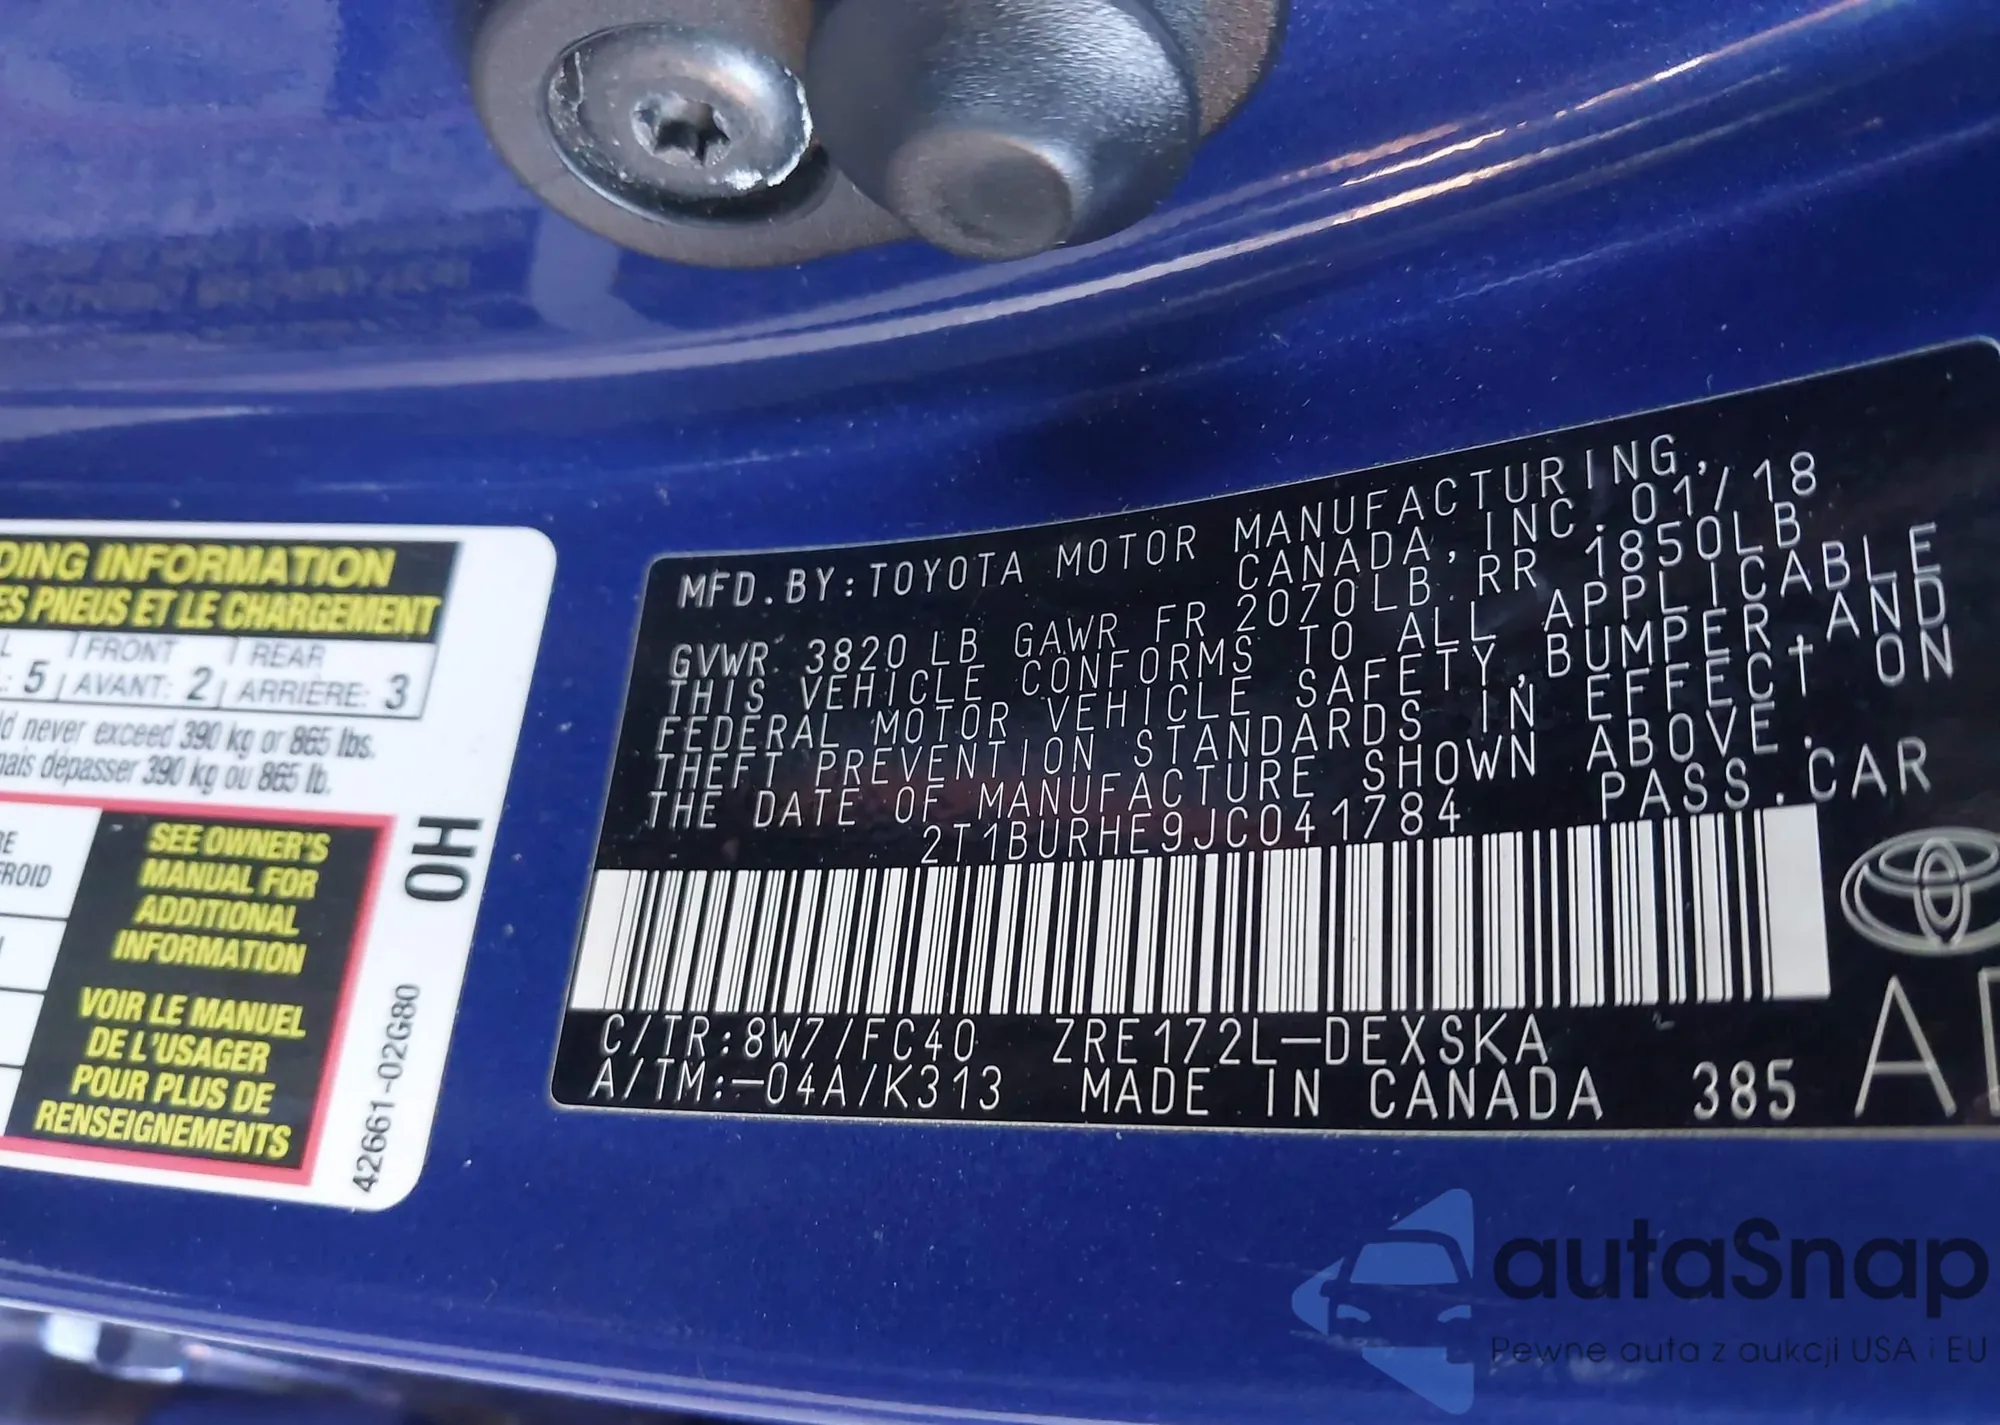 DING INFORMATION
ES PNEUS ET LE CHARGEMENT
L FRONT REAR
: 5 AVANT: 2 ARRIÈRE: 3
d never exceed 390 kg or 865 lbs.
mais dépasser 390 kg ou 865 lb.
RE
FROID
SEE OWNER'S
MANUAL FOR
ADDITIONAL
INFORMATION
VOIR LE MANUEL
DE L'USAGER
POUR PLUS DE
RENSEIGNEMENTS
0H
42661-02G80
MFD.BY:TOYOTA MOTOR MANUFACTURING,
CANADA, INC. 01/18
GVWR 3820 LB GAWR FR 2070LB RR 1850LB
THIS VEHICLE CONFORMS TO ALL APPLICABLE
FEDERAL MOTOR VEHICLE SAFETY, BUMPER, AND
THEFT PREVENTION STANDARDS IN EFFECT ON
THE DATE OF MANUFACTURE SHOWN ABOVE.
2T1BURHE9JC041784 PASS.CAR
C/TR:8W7/FC40 ZRE172L-DEXSKA
A/TM:-04A/K313 MADE IN CANADA 385
A
autaSnap
Pewne auta z aukcji USA i EU